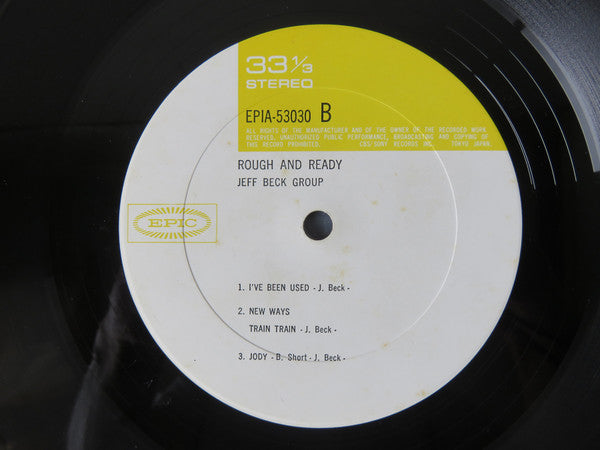 33 1/3
STEREO
EPIA-53030 B
ALL RIGHTS OF THE MANUFACTURER AND OF THE OWNER OF THE RECORDED WORK
RESERVED. UNAUTHORIZED PUBLIC PERFORMANCE, BROADCASTING AND COPYING OF
THIS RECORD PROHIBITED. CBS/SONY RECORDS INC. TOKYO JAPAN.
ROUGH AND READY
JEFF BECK GROUP
EPIC
1. I'VE BEEN USED - J. Beck -
2. NEW WAYS
TRAIN TRAIN - J. Beck -
3. JODY - B. Short - J. Beck -